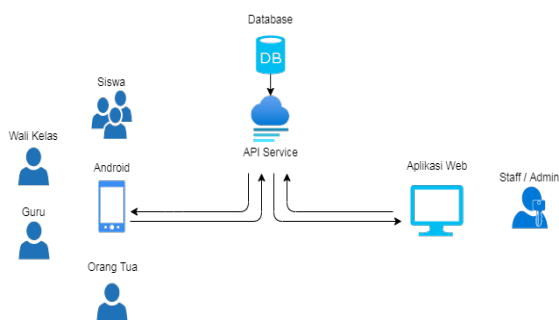 Database
DB
Siswa
API Service
Wali Kelas
Android
Aplikasi Web
Staff / Admin
Guru
Orang Tua